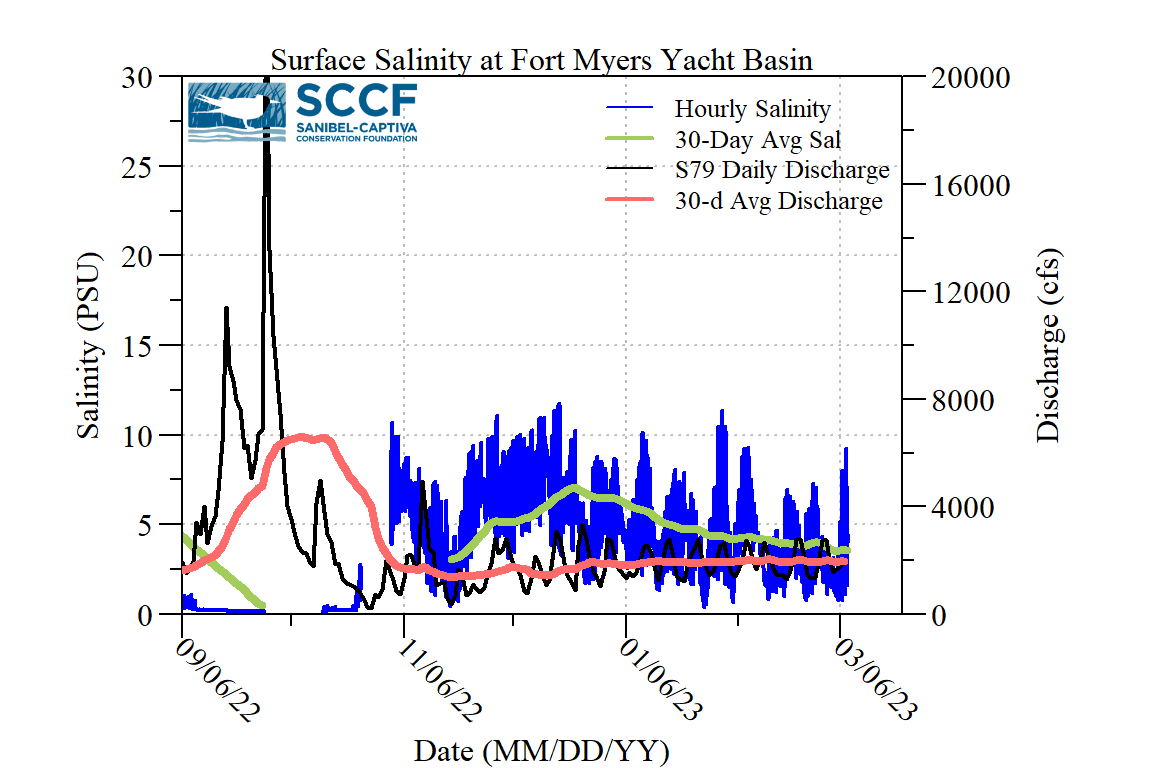 Surface Salinity at Fort Myers Yacht Basin
SCCF
SANIBEL-CAPTIVA
CONSERVATION FOUNDATION
Hourly Salinity
30-Day Avg Sal
S79 Daily Discharge
30-d Avg Discharge
30
25
20
15
10
5
0
Salinity (PSU)
20000
16000
12000
8000
4000
0
Discharge (cfs)
09/06/22
11/06/22
01/06/23
03/06/23
Date (MM/DD/YY)